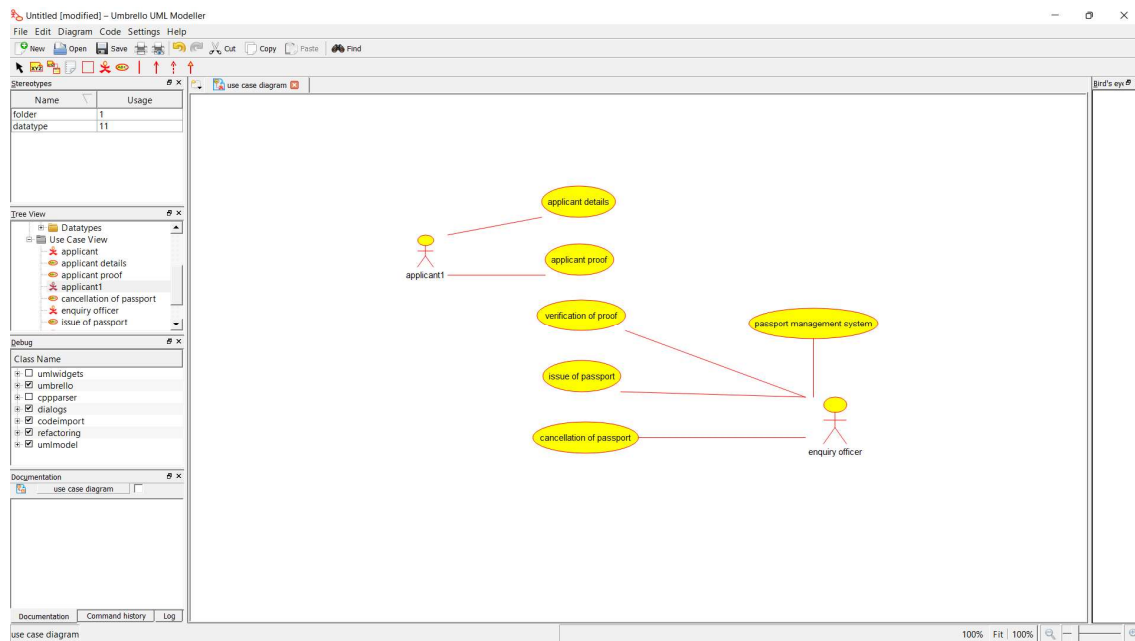 Untitled [modified] – Umbrello UML Modeller
File Edit Diagram Code Settings Help
New Open Save Cut Copy Paste Find
Stereotypes
use case diagram
Bird's eye
Name Usage
folder 1
datatype 11
Tree View
Datatypes
Use Case View
applicant
applicant details
applicant proof
applicant1
cancellation of passport
enquiry officer
issue of passport
Debug
Class Name
umlwidgets
umbrello
cppparser
dialogs
codeimport
refactoring
umlmodel
Documentation
use case diagram
applicant details
applicant1
applicant proof
verification of proof
passport management system
issue of passport
cancellation of passport
enquiry officer
Documentation Command history Log
use case diagram
100% Fit 100%